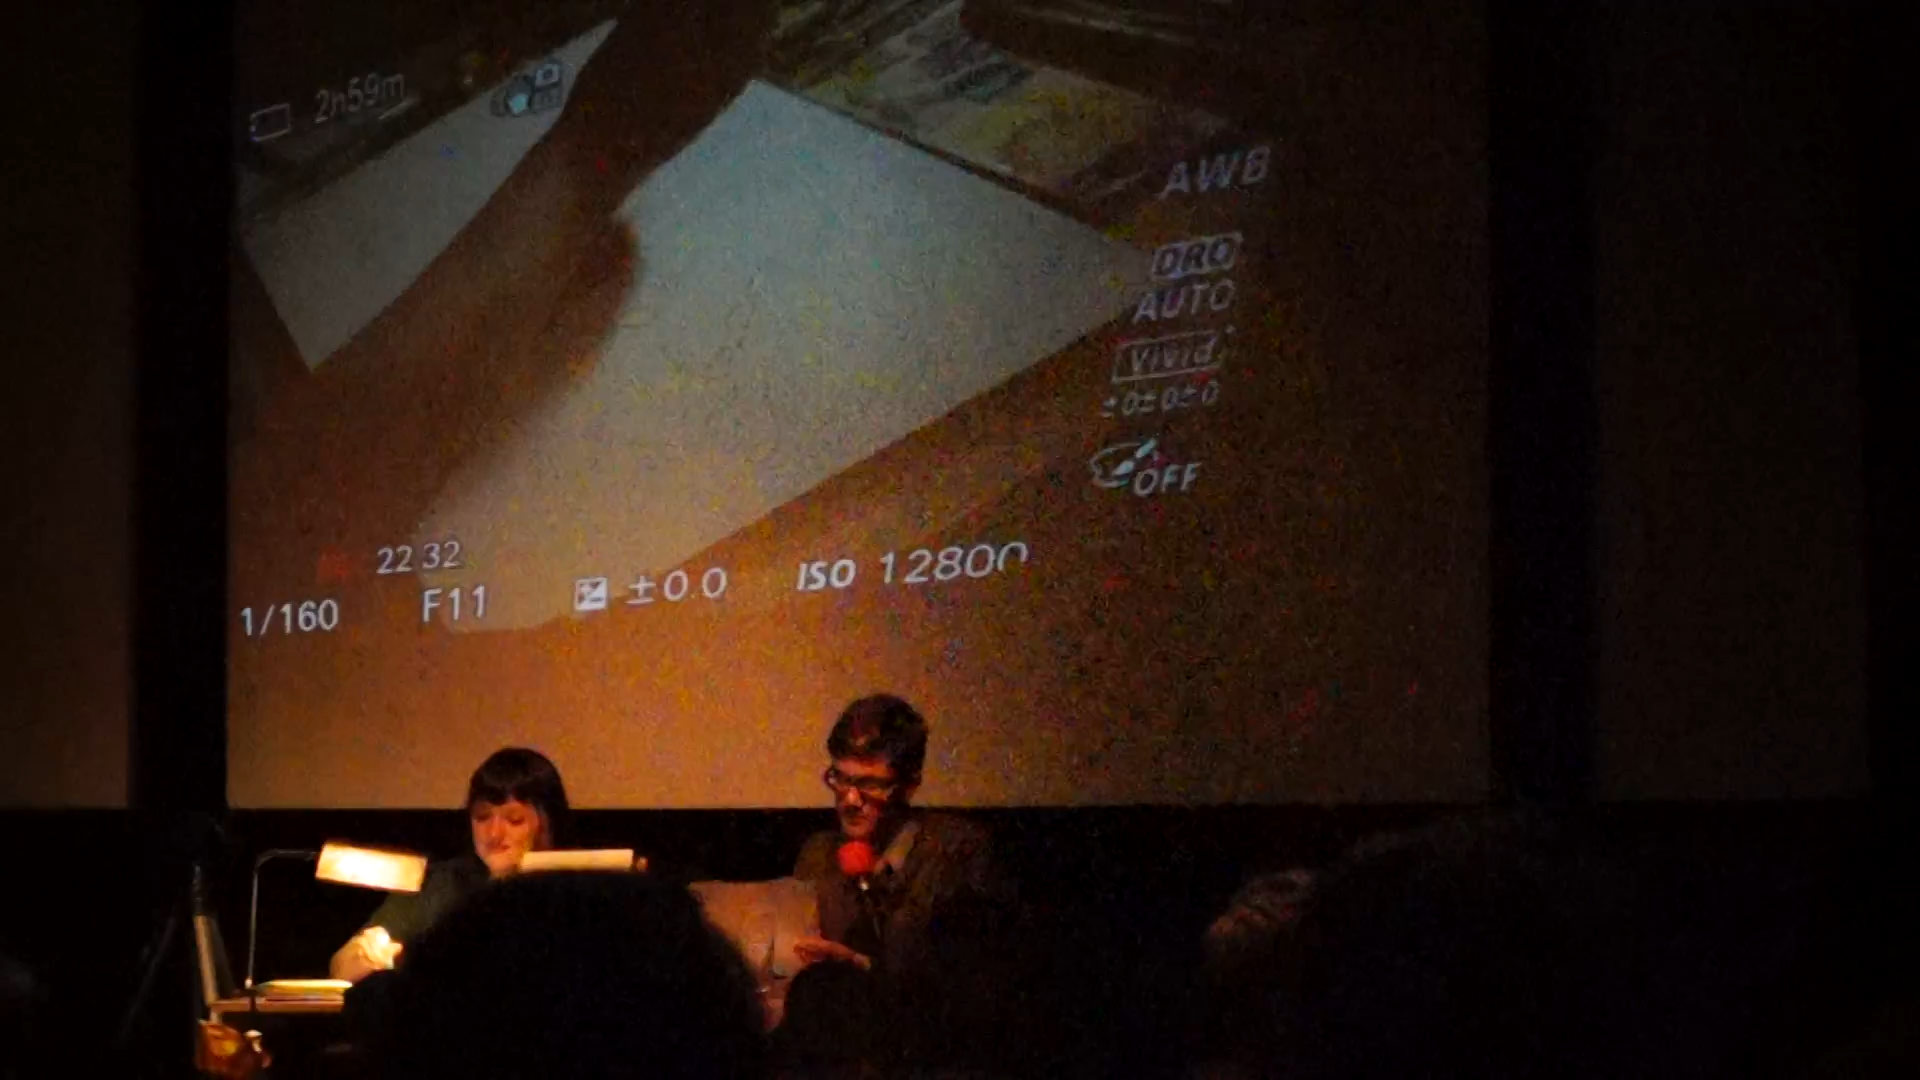 2h59m
AWB
DRO
AUTO
Vivid
±0±0±0
OFF
22 32
1/160 F11 ±0.0 ISO 12800